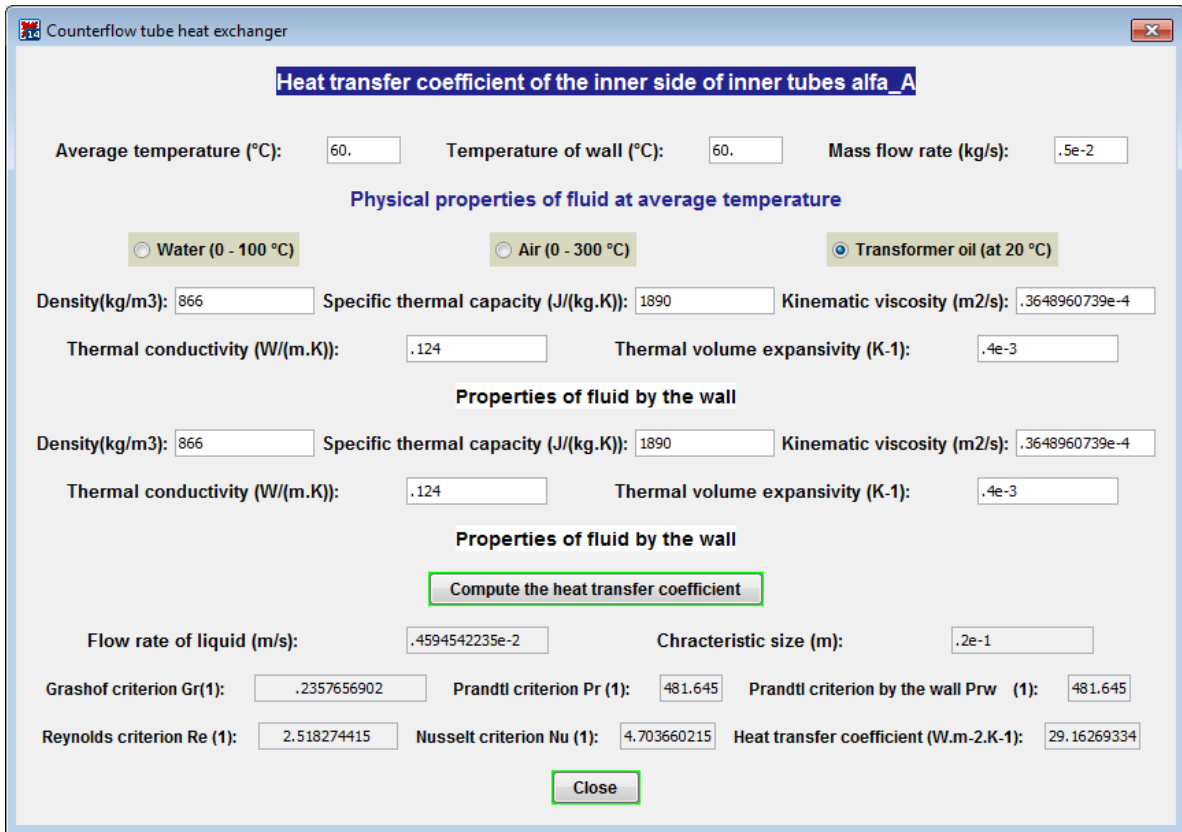 14
Counterflow tube heat exchanger
Heat transfer coefficient of the inner side of inner tubes alfa_A
Average temperature (°C): 60. Temperature of wall (°C): 60. Mass flow rate (kg/s): .5e-2
Physical properties of fluid at average temperature
Water (0 - 100 °C) Air (0 - 300 °C) Transformer oil (at 20 °C)
Density(kg/m3): 866 Specific thermal capacity (J/(kg.K)): 1890 Kinematic viscosity (m2/s): .3648960739e-4
Thermal conductivity (W/(m.K)): .124 Thermal volume expansivity (K-1): .4e-3
Properties of fluid by the wall
Density(kg/m3): 866 Specific thermal capacity (J/(kg.K)): 1890 Kinematic viscosity (m2/s): .3648960739e-4
Thermal conductivity (W/(m.K)): .124 Thermal volume expansivity (K-1): .4e-3
Properties of fluid by the wall
Compute the heat transfer coefficient
Flow rate of liquid (m/s): .4594542235e-2 Chracteristic size (m): .2e-1
Grashof criterion Gr(1): .2357656902 Prandtl criterion Pr (1): 481.645 Prandtl criterion by the wall Prw (1): 481.645
Reynolds criterion Re (1): 2.518274415 Nusselt criterion Nu (1): 4.703660215 Heat transfer coefficient (W.m-2.K-1): 29.16269334
Close